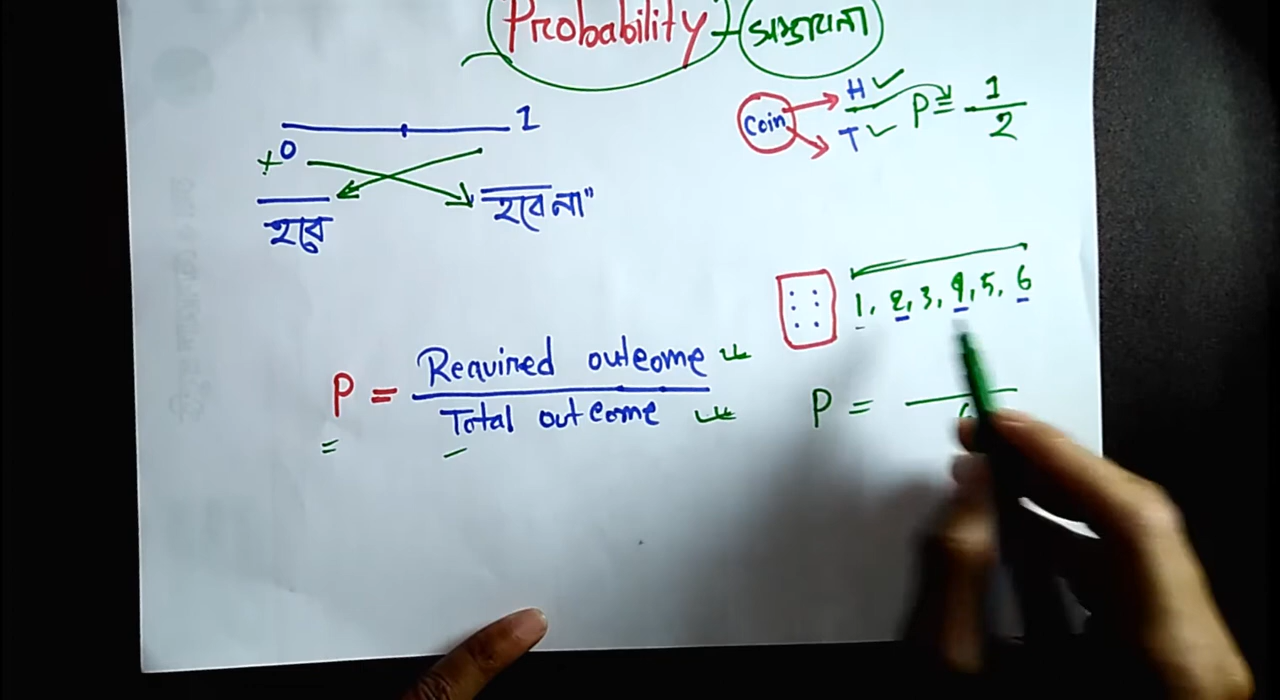 Probability - সম্ভাবনা
0 1
হবে হবে না"
Coin H T P = 1/2
1, 2, 3, 4, 5, 6
P = Required outcome / Total outcome
P =